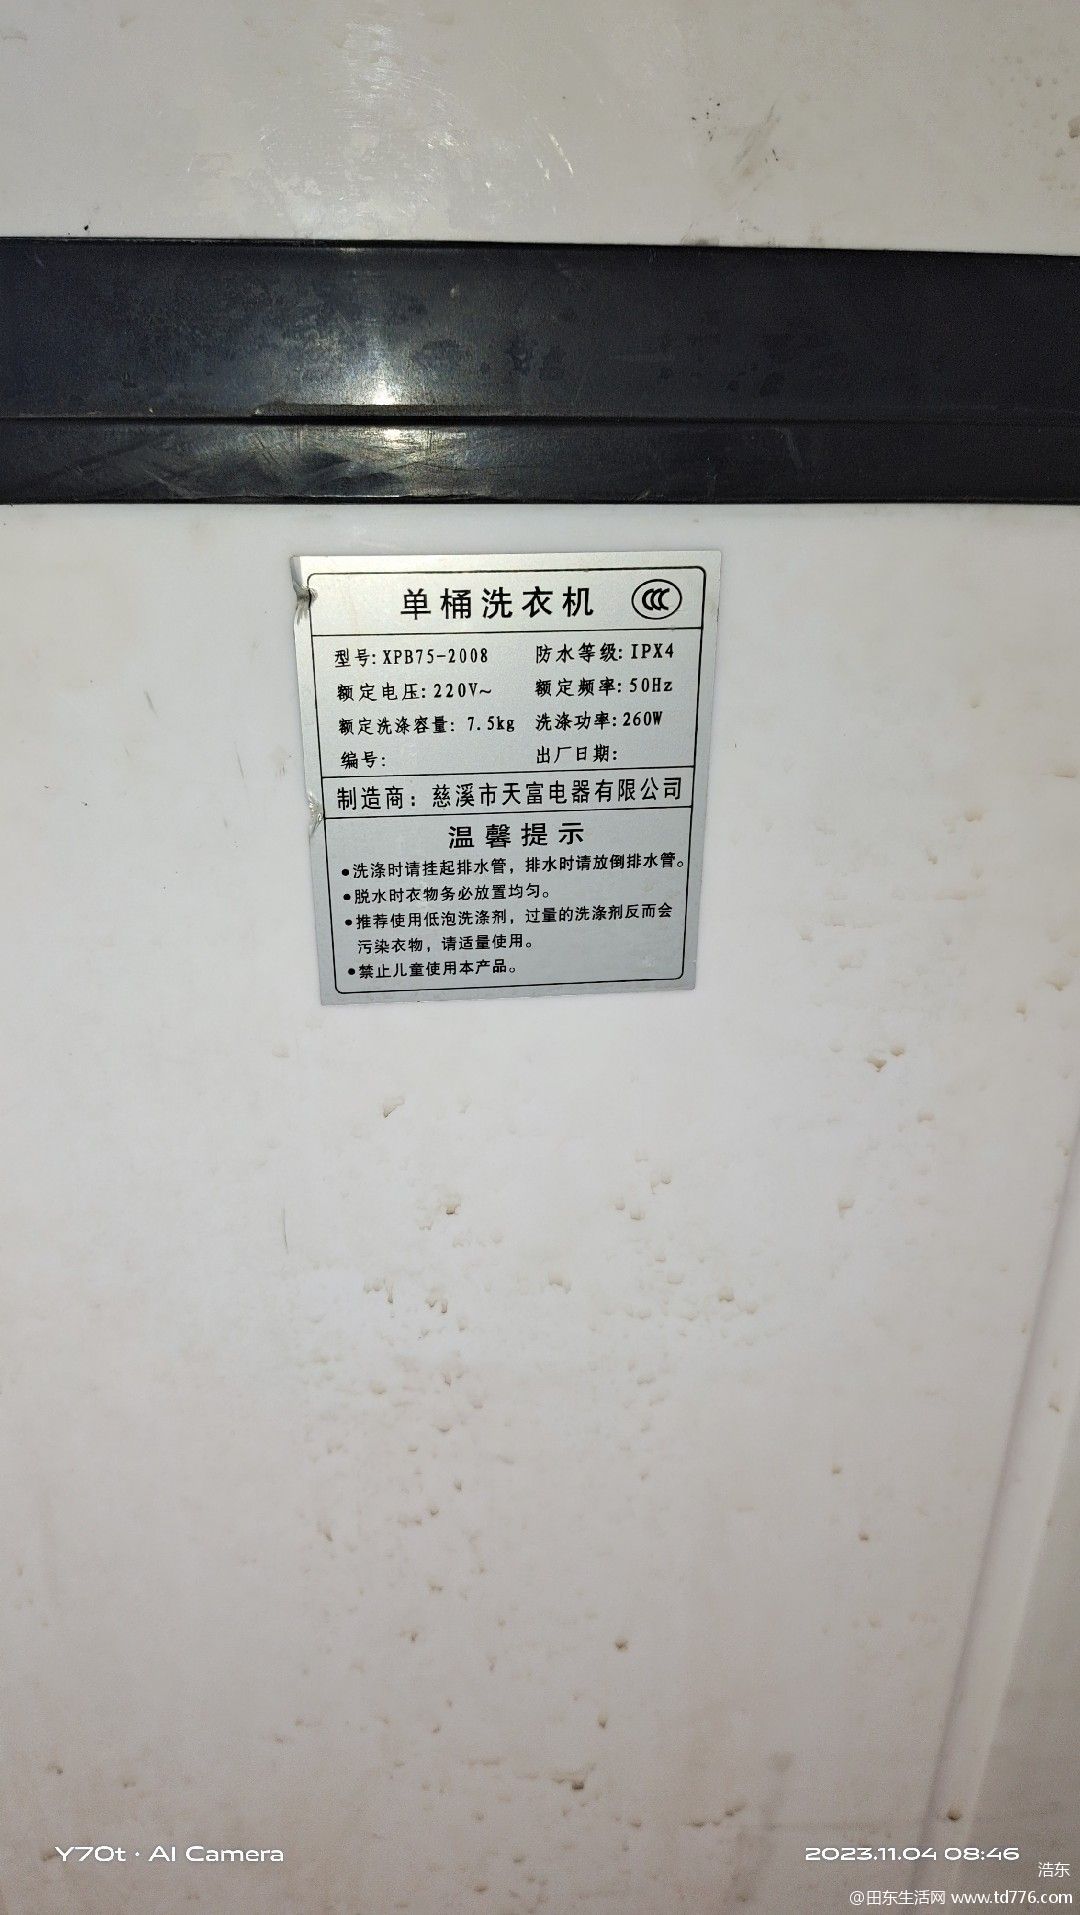 单桶洗衣机
型号:XPB75-2008 防水等级:IPX4
额定电压:220V~ 额定频率:50Hz
额定洗涤容量: 7.5kg 洗涤功率:260W
编号: 出厂日期:
制造商: 慈溪市天富电器有限公司
温馨提示
●洗涤时请挂起排水管，排水时请放倒排水管。
●脱水时衣物务必放置均匀。
●推荐使用低泡洗涤剂，过量的洗涤剂反而会
污染衣物，请适量使用。
●禁止儿童使用本产品。
Y70t · AI Camera
2023.11.04 08:46
浩东
@田东生活网 www.td776.com